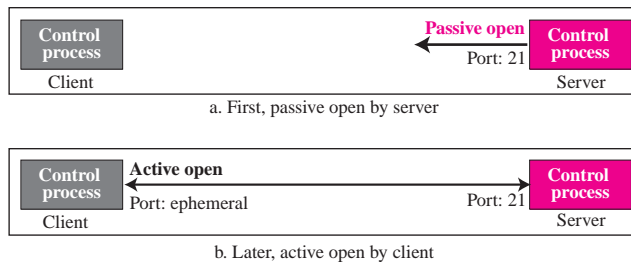 Control
process
Client
Passive open
Port: 21
Control
process
Server
a. First, passive open by server
Control
process
Client
Active open
Port: ephemeral
Port: 21
Control
process
Server
b. Later, active open by client